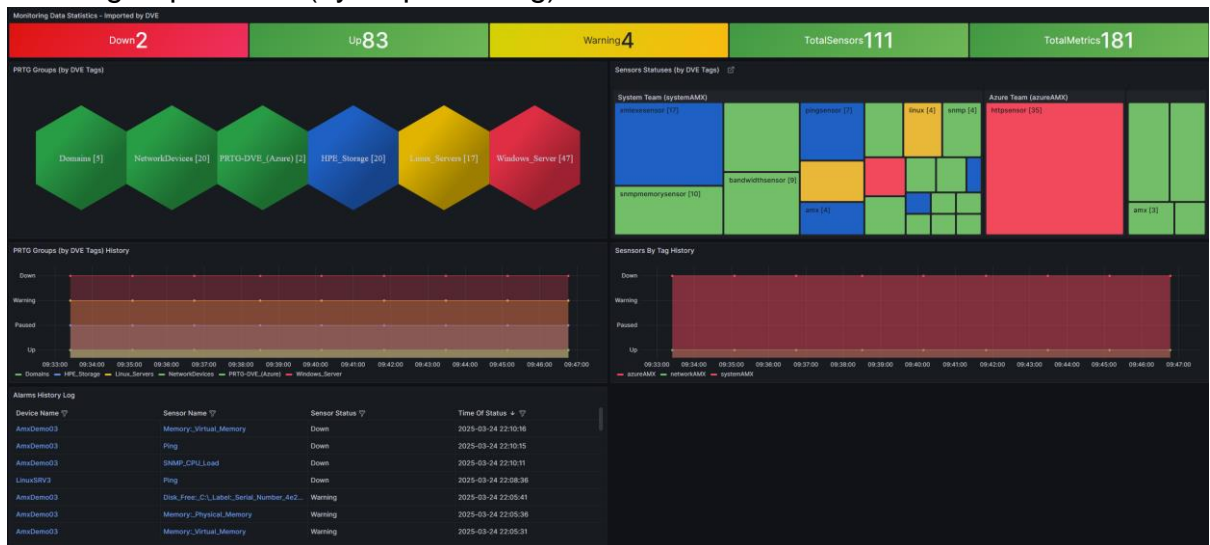 Monitoring Data Statistics - Imported by DVE
Down2
Up83
Warning4
TotalSensors111
TotalMetrics181
PRTG Groups (by DVE Tags)
Domains [5]
NetworkDevices [20]
PRTG-DVE_(Azure) [2]
HPE_Storage [20]
Linux_Servers [17]
Windows_Server [47]
Sensors Statuses (by DVE Tags)
System Team (systemAMX)
Azure Team (azureAMX)
pingsensor [7]
linux [4]
snmp [4]
httpsensor [35]
bandwidthsensor [9]
snmpmemorysensor [10]
amx [4]
amx [3]
PRTG Groups (by DVE Tags) History
Down
Warning
Paused
Up
09:33:00 09:34:00 09:35:00 09:36:00 09:37:00 09:38:00 09:39:00 09:40:00 09:41:00 09:42:00 09:43:00 09:44:00 09:45:00 09:46:00 09:47:00
Domains HPE_Storage Linux_Servers NetworkDevices PRTG-DVE_(Azure) Windows_Server
Sesnsors By Tag History
Down
Warning
Paused
Up
09:33:00 09:34:00 09:35:00 09:36:00 09:37:00 09:38:00 09:39:00 09:40:00 09:41:00 09:42:00 09:43:00 09:44:00 09:45:00 09:46:00 09:47:00
azureAMX networkAMX systemAMX
Alarms History Log
Device Name Sensor Name Sensor Status Time Of Status
AmxDemo03 Memory:_Virtual_Memory Down 2025-03-24 22:10:16
AmxDemo03 Ping Down 2025-03-24 22:10:15
AmxDemo03 SNMP_CPU_Load Down 2025-03-24 22:10:11
LinuxSRV3 Ping Down 2025-03-24 22:08:36
AmxDemo03 Disk_Free:_C:\_Label:_Serial_Number_4e2... Warning 2025-03-24 22:05:41
AmxDemo03 Memory:_Physical_Memory Warning 2025-03-24 22:05:36
AmxDemo03 Memory:_Virtual_Memory Warning 2025-03-24 22:05:31